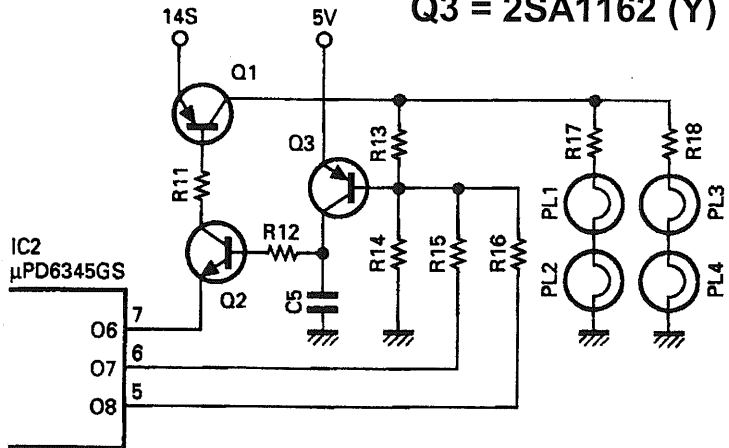 Q3 = 2SA1162 (Y)
14S
5V
Q1
Q3
R13
R17
R18
R11
PL1
PL3
R12
R14
R15
R16
IC2
µPD6345GS
Q2
C5
PL2
PL4
O6
7
O7
6
O8
5